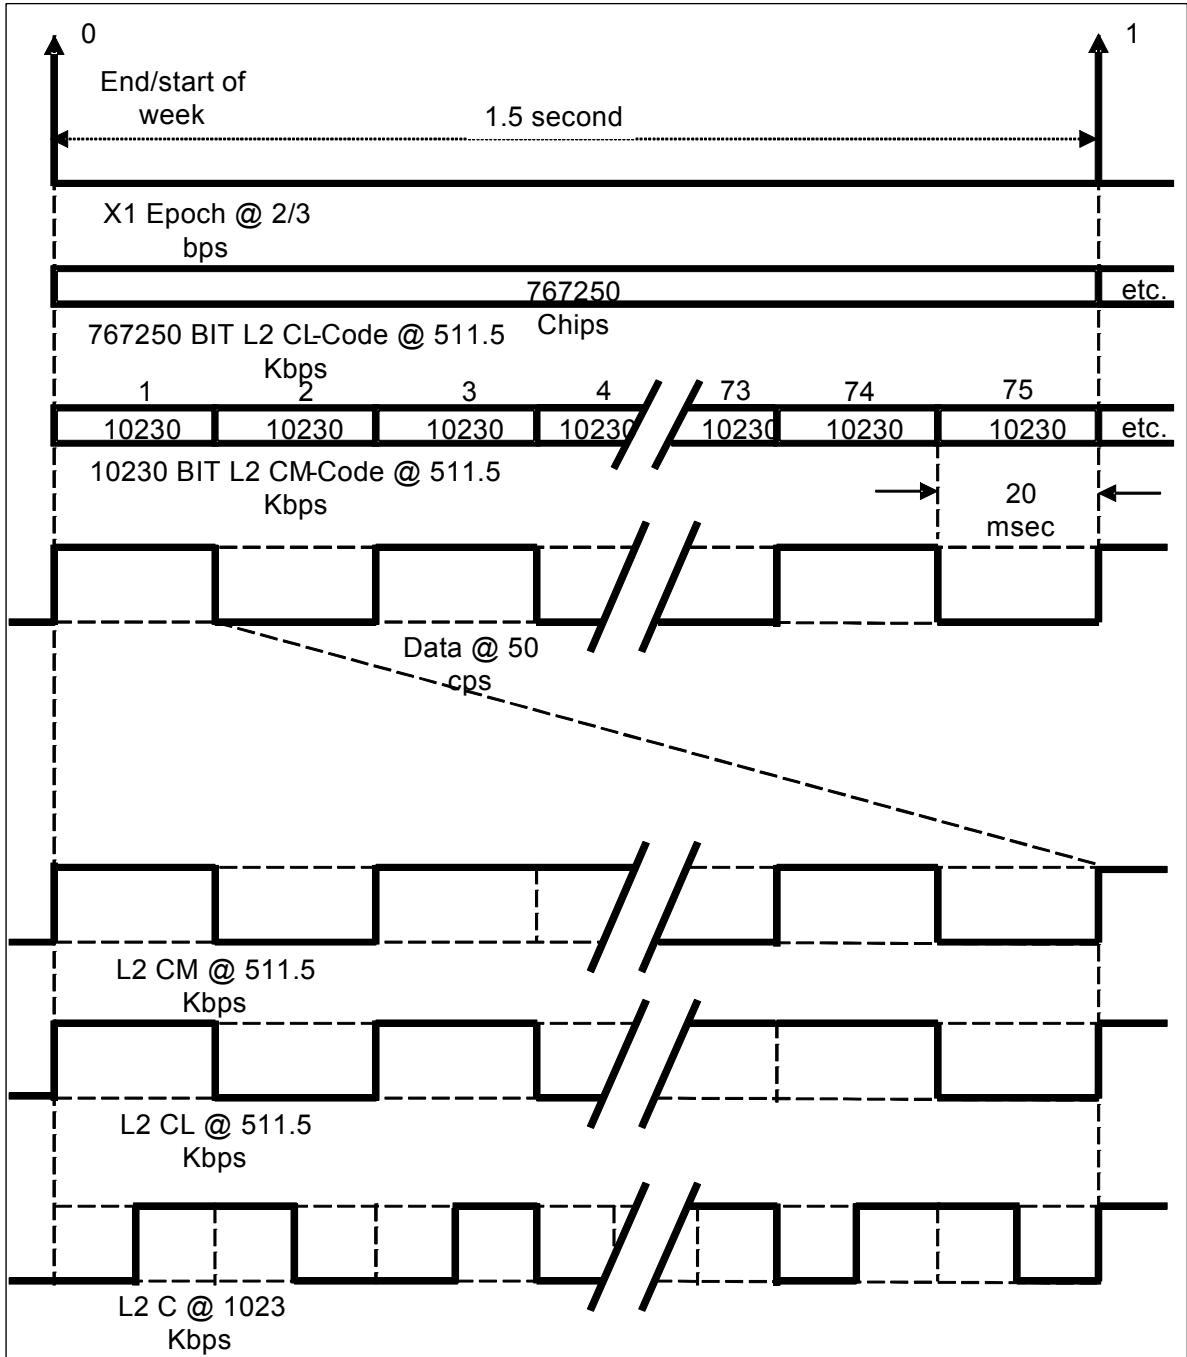 0
1
End/start of
week
1.5 second
X1 Epoch @ 2/3
bps
767250
Chips
etc.
767250 BIT L2 CL-Code @ 511.5
Kbps
1 2 3 4 73 74 75
10230 10230 10230 10230 10230 10230 10230 etc.
10230 BIT L2 CM-Code @ 511.5
Kbps
20
msec
Data @ 50
cps
L2 CM @ 511.5
Kbps
L2 CL @ 511.5
Kbps
L2 C @ 1023
Kbps